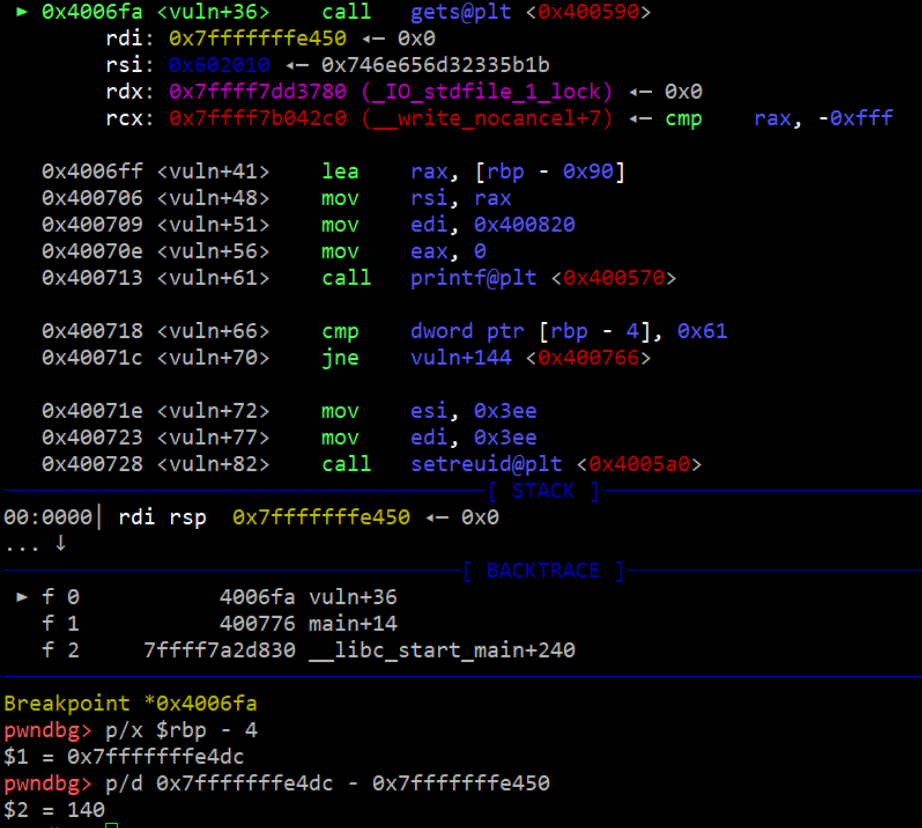 ► 0x4006fa <vuln+36> call gets@plt <0x400590>
rdi: 0x7fffffffe450 ◂— 0x0
rsi: 0x602010 ◂— 0x746e656d32335b1b
rdx: 0x7ffff7dd3780 (_IO_stdfile_1_lock) ◂— 0x0
rcx: 0x7ffff7b042c0 (__write_nocancel+7) ◂— cmp rax, -0xfff
0x4006ff <vuln+41> lea rax, [rbp - 0x90]
0x400706 <vuln+48> mov rsi, rax
0x400709 <vuln+51> mov edi, 0x400820
0x40070e <vuln+56> mov eax, 0
0x400713 <vuln+61> call printf@plt <0x400570>
0x400718 <vuln+66> cmp dword ptr [rbp - 4], 0x61
0x40071c <vuln+70> jne vuln+144 <0x400766>
0x40071e <vuln+72> mov esi, 0x3ee
0x400723 <vuln+77> mov edi, 0x3ee
0x400728 <vuln+82> call setreuid@plt <0x4005a0>
[ STACK ]
00:0000│ rdi rsp 0x7fffffffe450 ◂— 0x0
... ↓
[ BACKTRACE ]
► f 0 4006fa vuln+36
f 1 400776 main+14
f 2 7ffff7a2d830 __libc_start_main+240
Breakpoint *0x4006fa
pwndbg> p/x $rbp - 4
$1 = 0x7fffffffe4dc
pwndbg> p/d 0x7fffffffe4dc - 0x7fffffffe450
$2 = 140